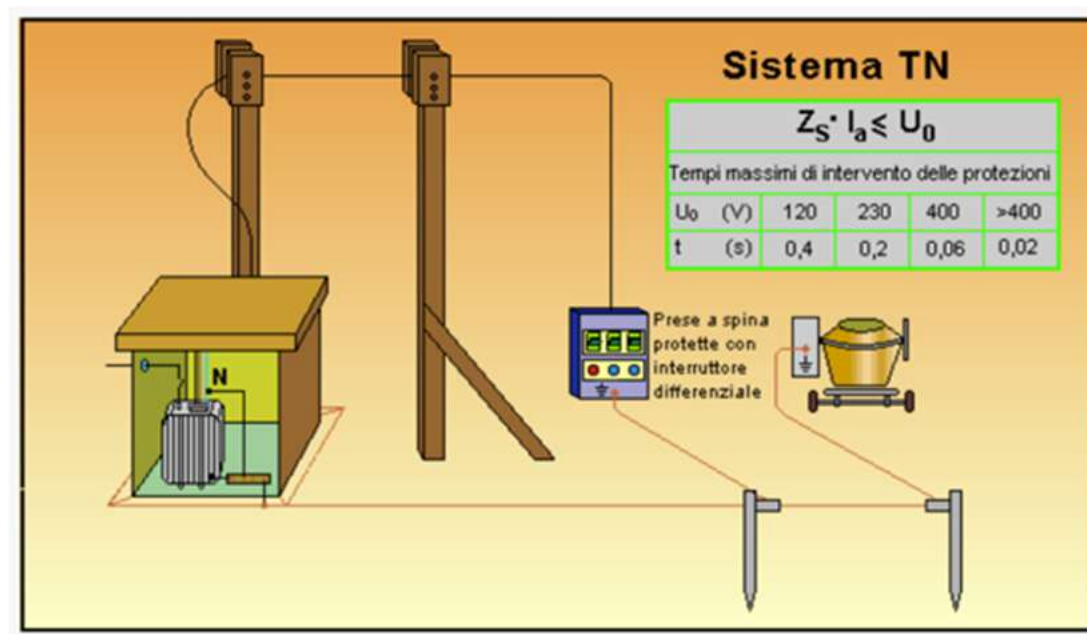 Sistema TN
Z_S · I_a ≤ U_0
Tempi massimi di intervento delle protezioni
U_0 (V) 120 230 400 >400
t (s) 0,4 0,2 0,06 0,02
Prese a spina
protette con
interruttore
differenziale
N